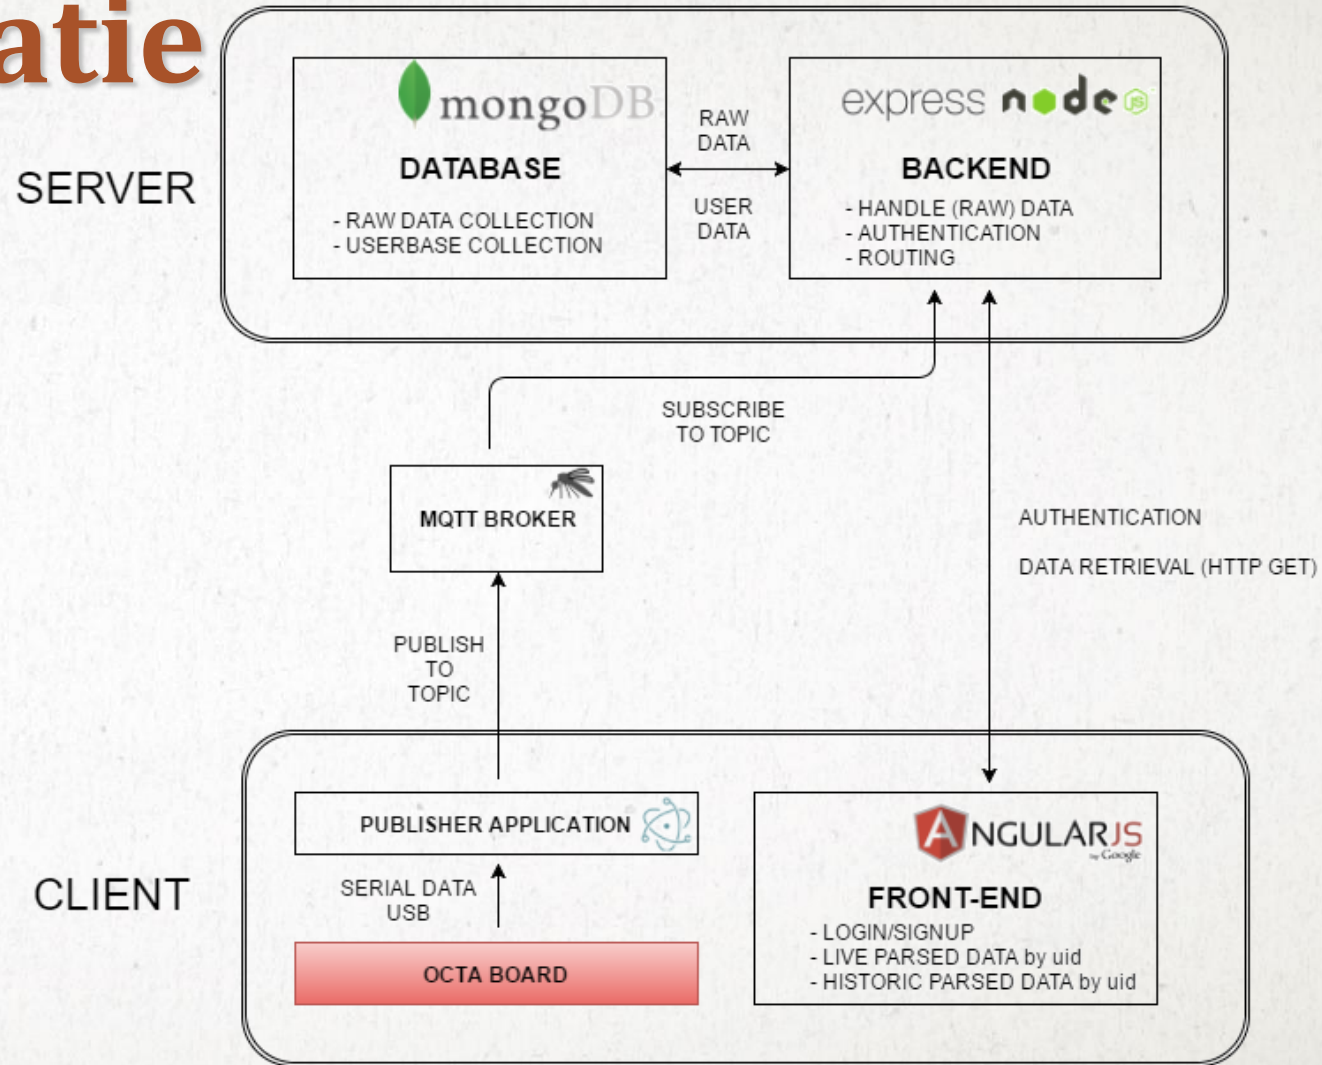 atie
SERVER
mongoDB
DATABASE
- RAW DATA COLLECTION
- USERBASE COLLECTION
RAW
DATA
USER
DATA
express node JS
BACKEND
- HANDLE (RAW) DATA
- AUTHENTICATION
- ROUTING
SUBSCRIBE
TO TOPIC
MQTT BROKER
AUTHENTICATION
DATA RETRIEVAL (HTTP GET)
PUBLISH
TO
TOPIC
CLIENT
PUBLISHER APPLICATION
SERIAL DATA
USB
OCTA BOARD
ANGULARJS
by Google
FRONT-END
- LOGIN/SIGNUP
- LIVE PARSED DATA by uid
- HISTORIC PARSED DATA by uid